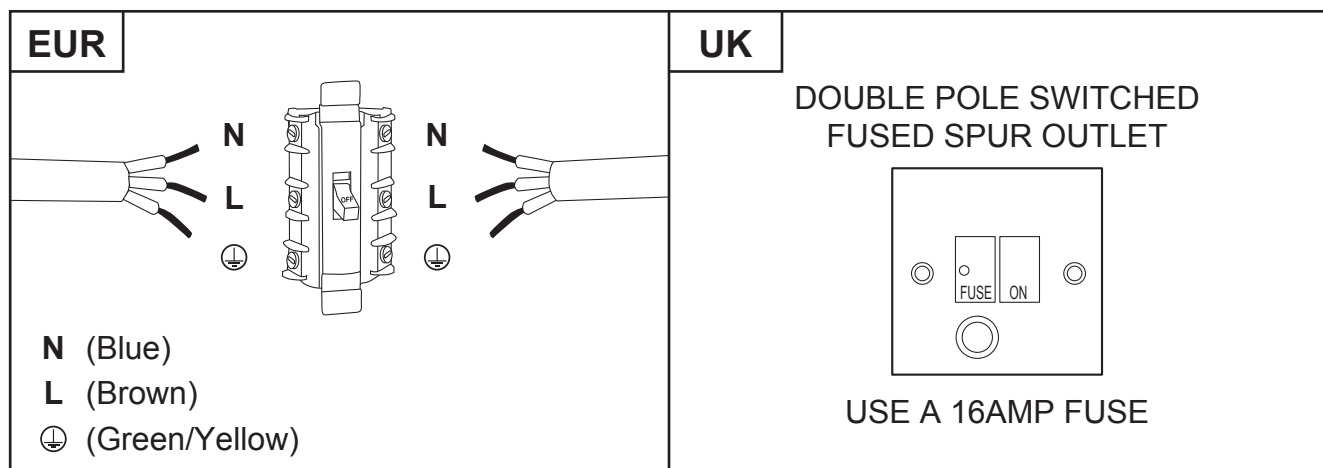 EUR
N
L
N
L
OFF
N (Blue)
L (Brown)
(Green/Yellow)
UK
DOUBLE POLE SWITCHED
FUSED SPUR OUTLET
FUSE ON
USE A 16AMP FUSE